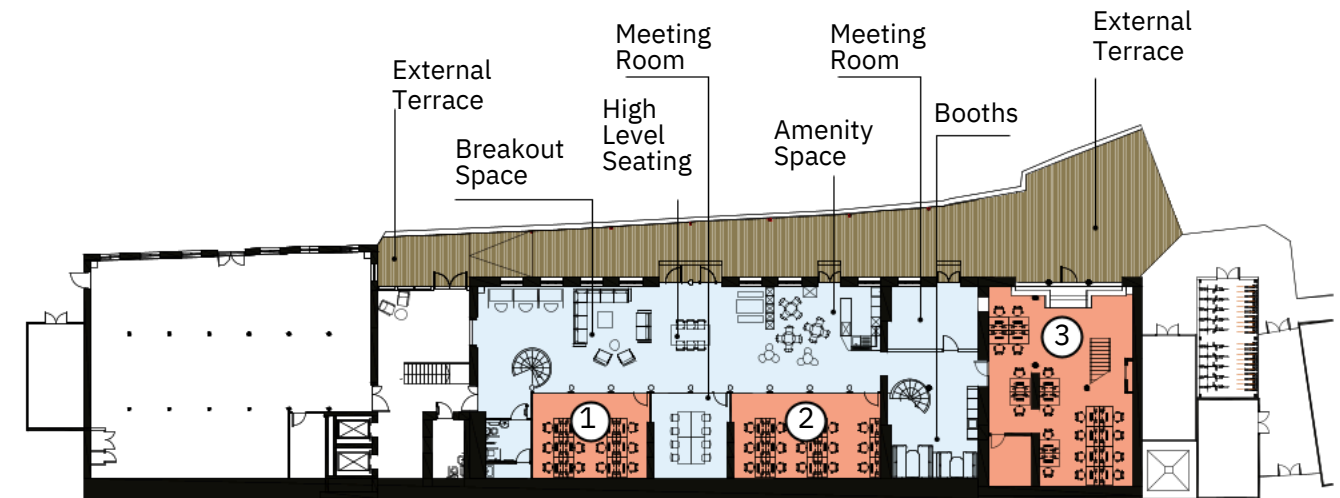 External
Terrace
Breakout
Space
Meeting
Room
High
Level
Seating
Amenity
Space
Meeting
Room
Booths
External
Terrace
1
2
3